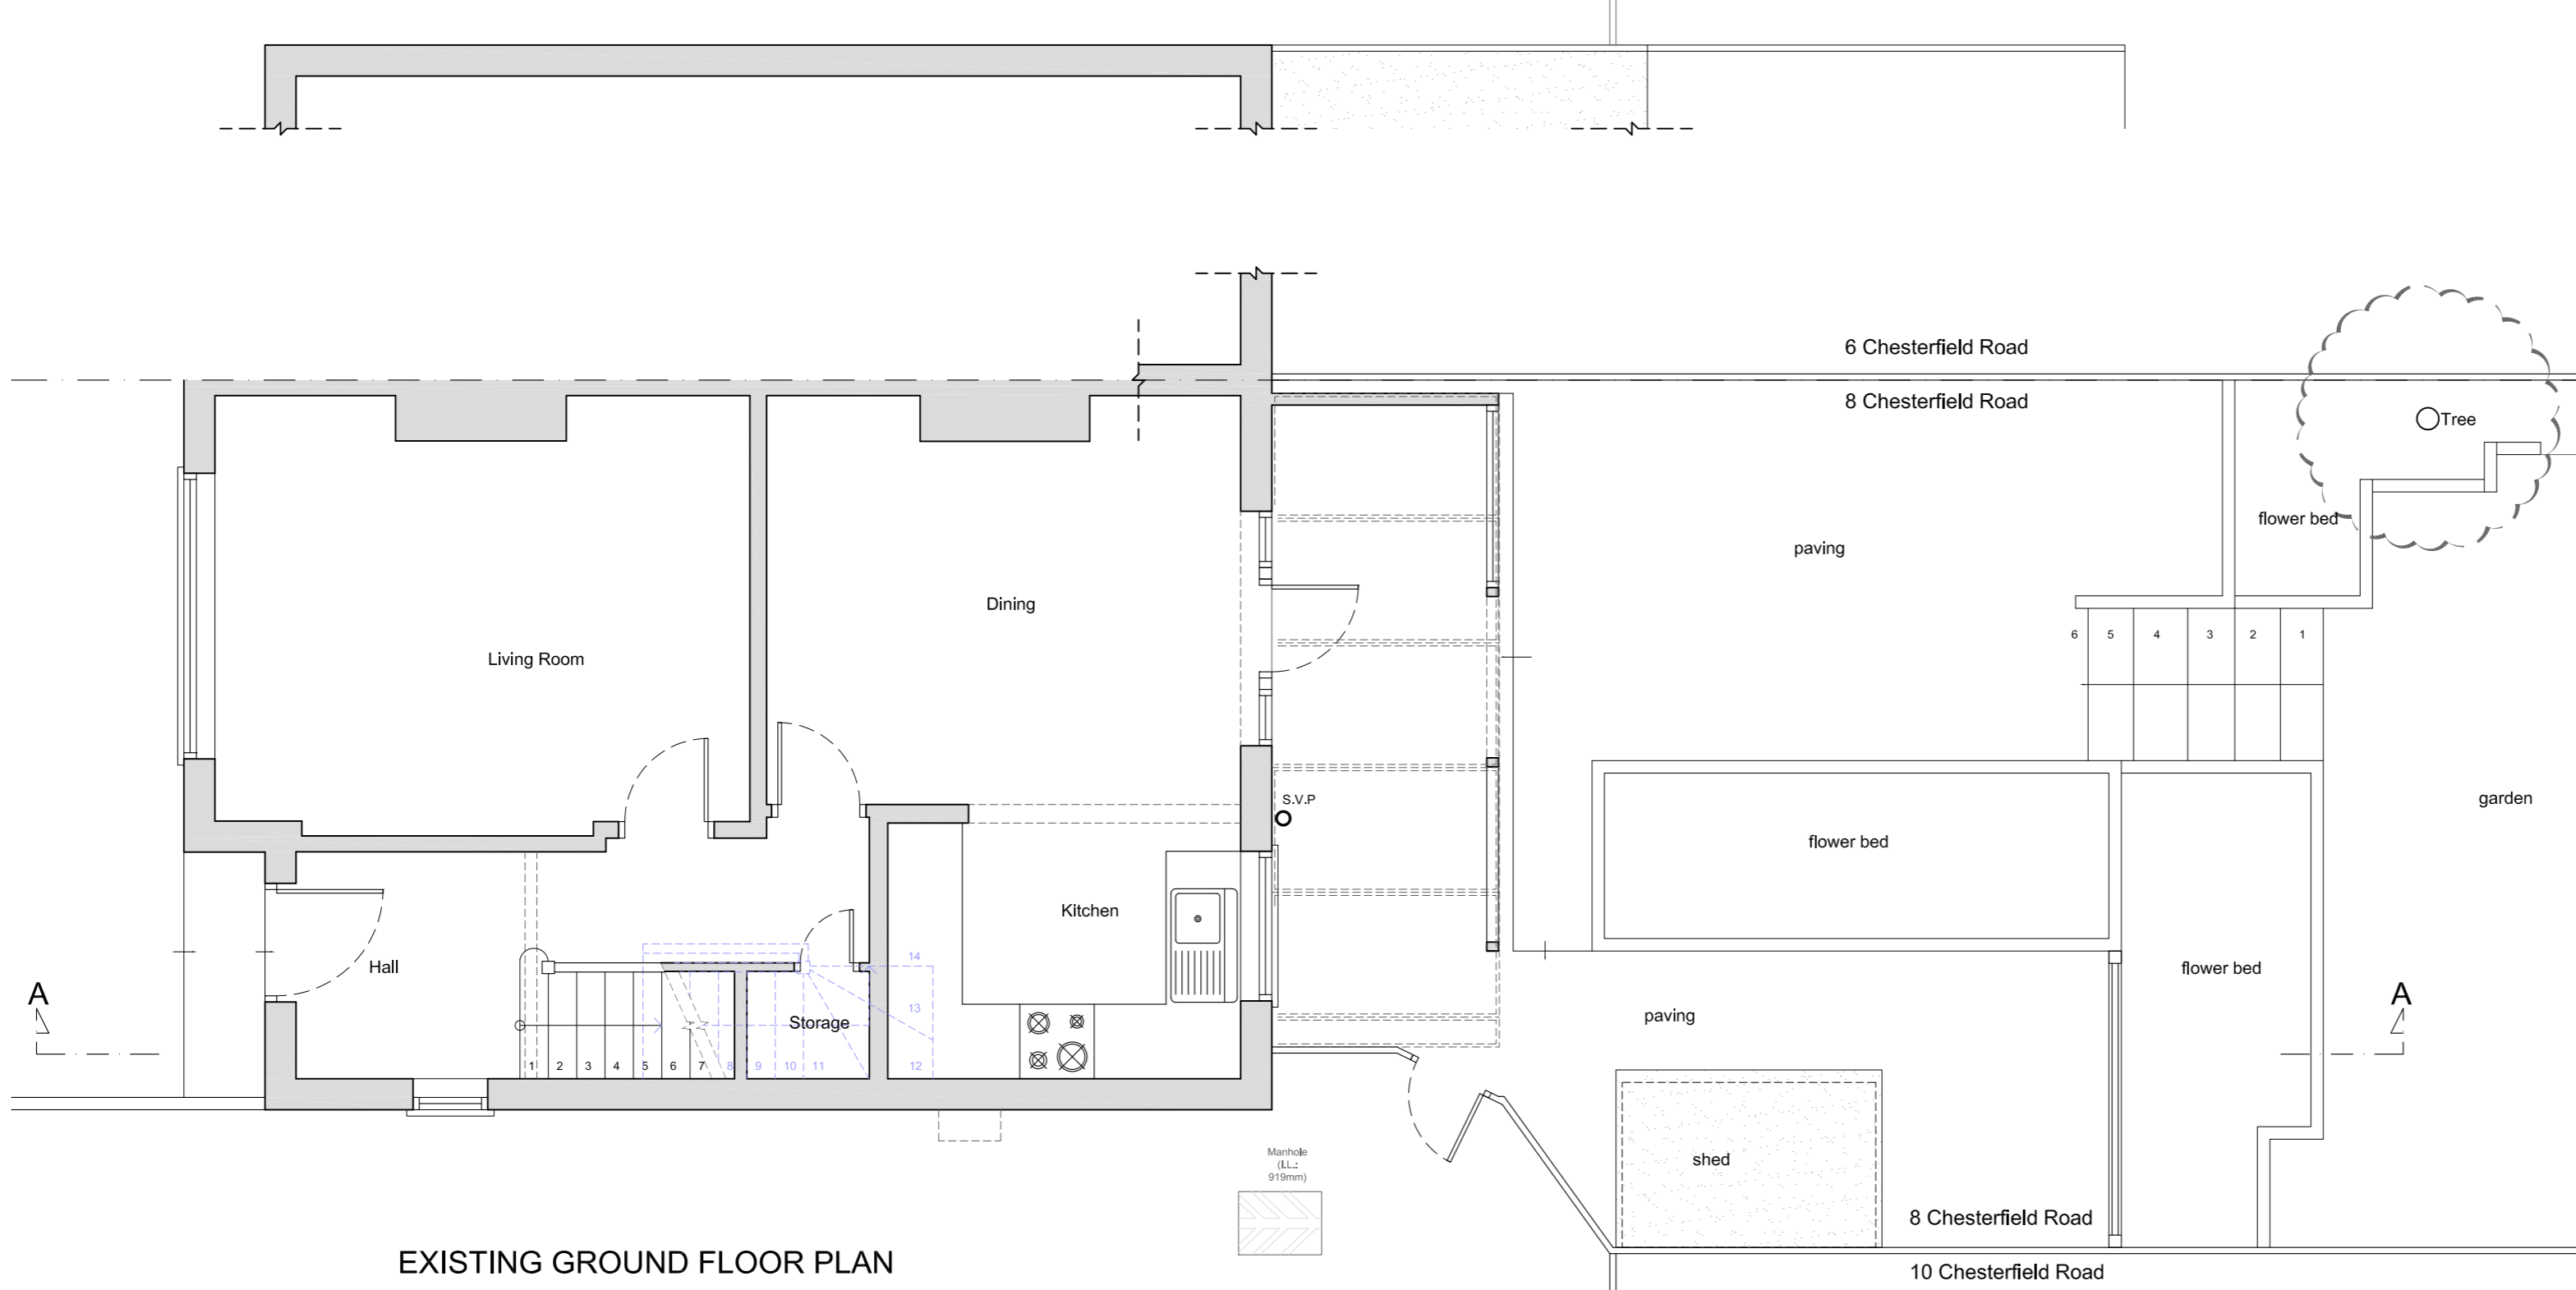 6 Chesterfield Road
8 Chesterfield Road
Tree
flower bed
paving
Dining
6 5 4 3 2 1
Living Room
S.V.P
garden
flower bed
Kitchen
14
Hall
flower bed
A
A
13
Storage
paving
1 2 3 4 5 6 7 8 9 10 11 12
Manhole
(I.L.:
919mm)
shed
8 Chesterfield Road
EXISTING GROUND FLOOR PLAN
10 Chesterfield Road